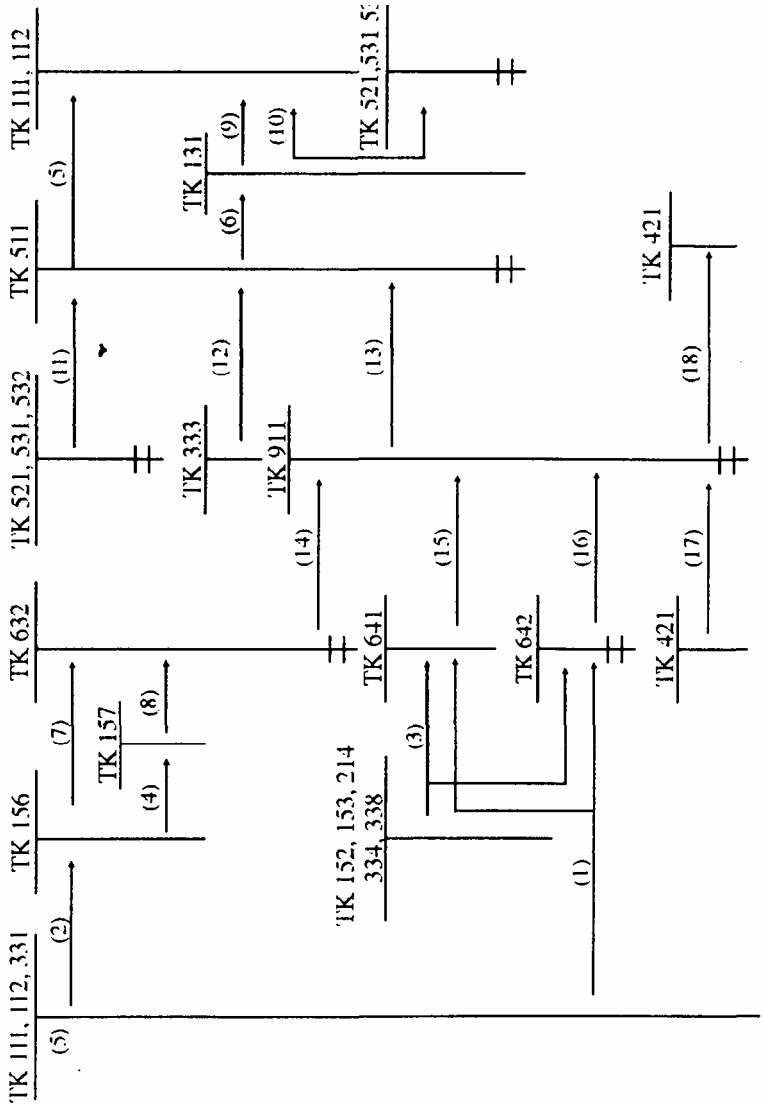 TK 111, 112, 331
(5)
(2)
(1)
TK 156
(4)
TK 152, 153, 214
334, 338
(3)
TK 157
(7)
(8)
TK 632
TK 641
TK 642
TK 421
(14)
(15)
(16)
(17)
TK 521, 531, 532
TK 333
TK 911
(11)
(12)
(13)
(18)
TK 511
TK 421
(5)
(6)
TK 131
(9)
(10)
TK 111, 112
TK 521,531